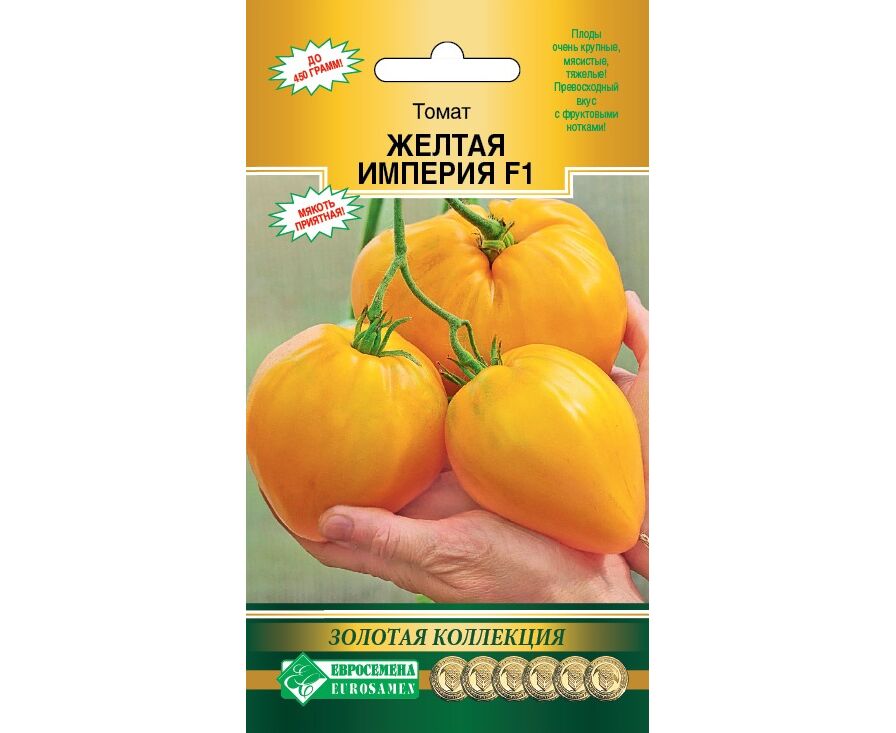 ДО
450 ГРАММ!
Плоды
очень крупные,
мясистые,
тяжелые!
Превосходный
вкус
с фруктовыми
нотками!
Томат
ЖЕЛТАЯ
ИМПЕРИЯ F1
МЯКОТЬ
ПРИЯТНАЯ!
ЗОЛОТАЯ КОЛЛЕКЦИЯ
ЕВРОСЕМЕНА
EUROSAMEN